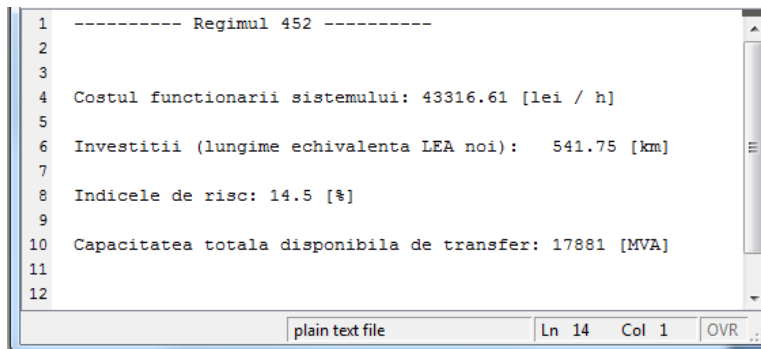 1 ---------- Regimul 452 ----------
2
3
4 Costul functionarii sistemului: 43316.61 [lei / h]
5
6 Investitii (lungime echivalenta LEA noi):   541.75 [km]
7
8 Indicele de risc: 14.5 [%]
9
10 Capacitatea totala disponibila de transfer: 17881 [MVA]
11
12
plain text file Ln 14 Col 1 OVR